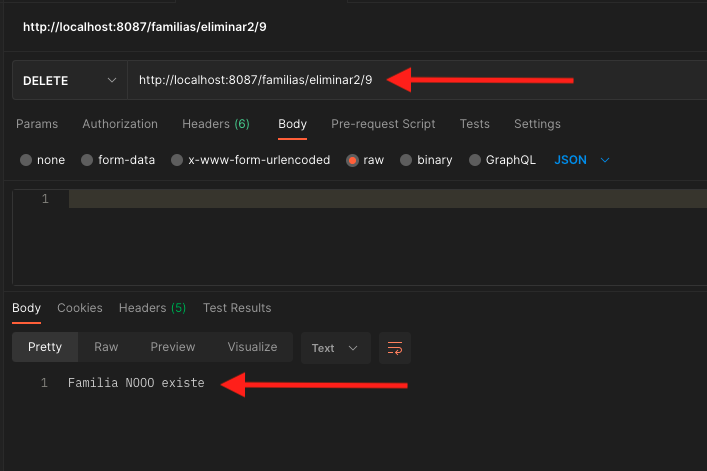 http://localhost:8087/familias/eliminar2/9
DELETE http://localhost:8087/familias/eliminar2/9
Params Authorization Headers (6) Body Pre-request Script Tests Settings
none form-data x-www-form-urlencoded raw binary GraphQL JSON
1
Body Cookies Headers (5) Test Results
Pretty Raw Preview Visualize Text
1 Familia NOOO existe